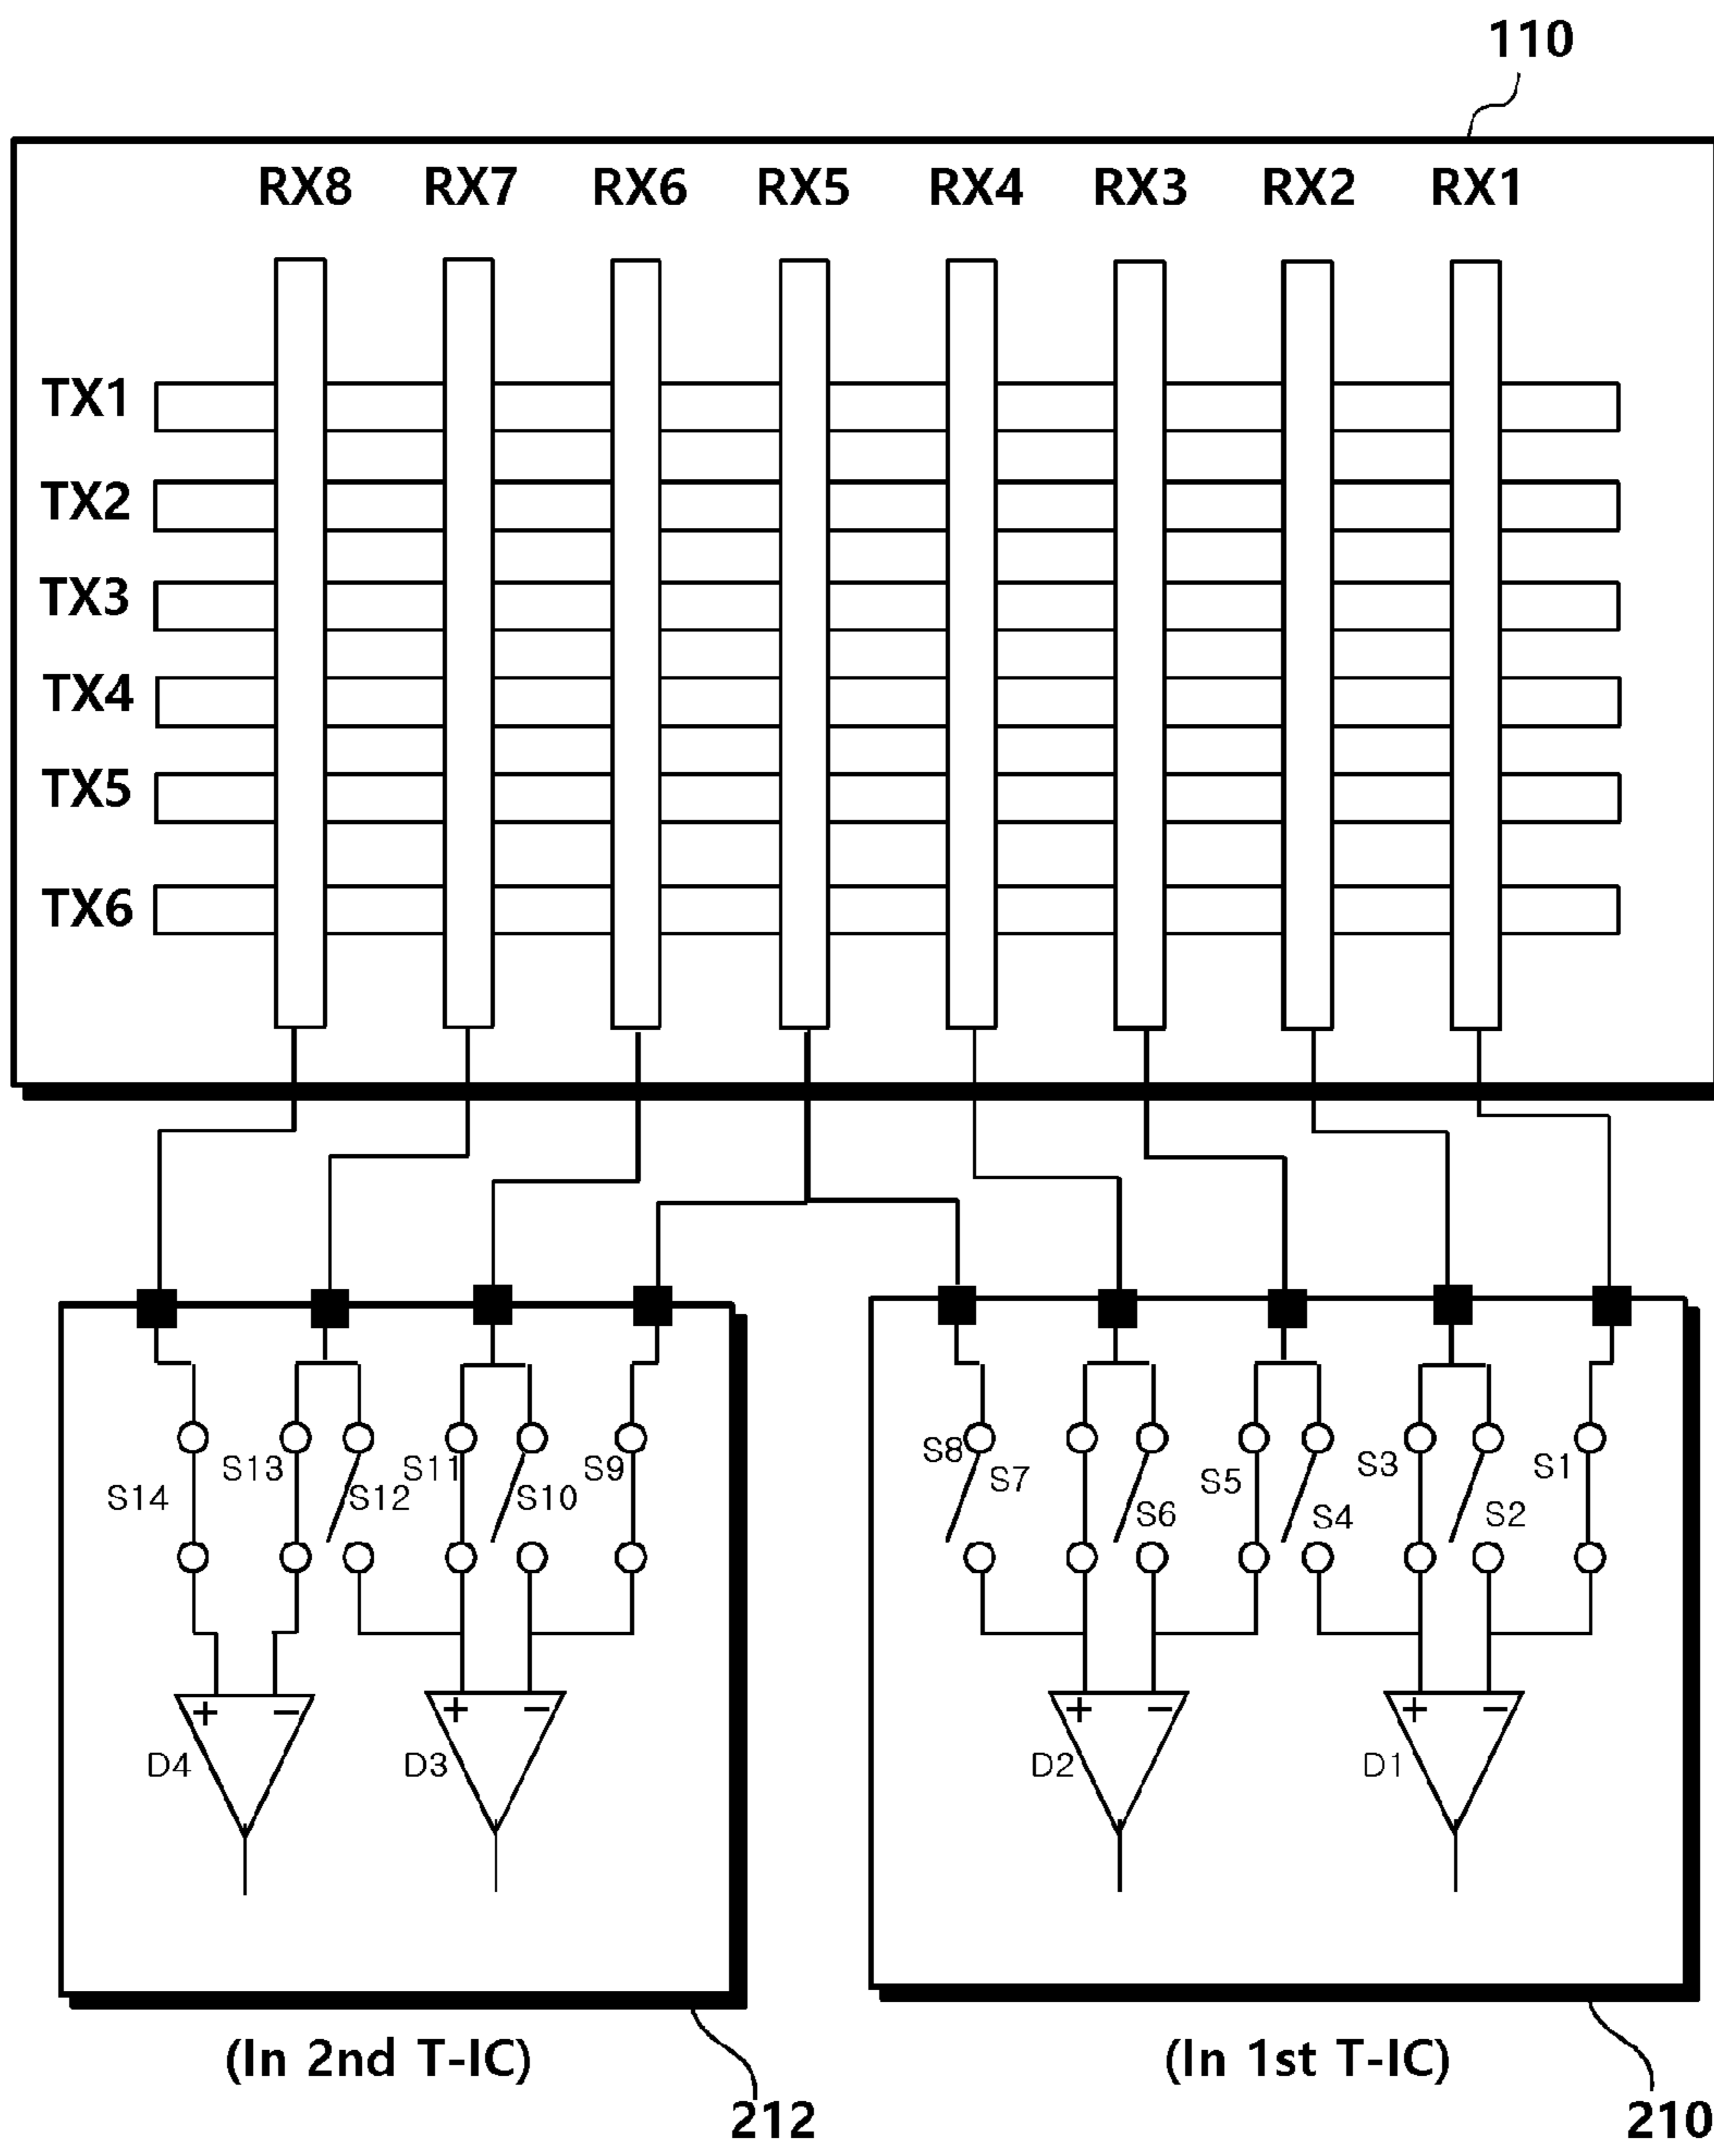 110
RX8 RX7 RX6 RX5 RX4 RX3 RX2 RX1
TX1
TX2
TX3
TX4
TX5
TX6
S14 S13 S12 S11 S10 S9 S8 S7 S6 S5 S4 S3 S2 S1
+ − + − + − + −
D4 D3 D2 D1
(In 2nd T-IC) (In 1st T-IC)
212 210